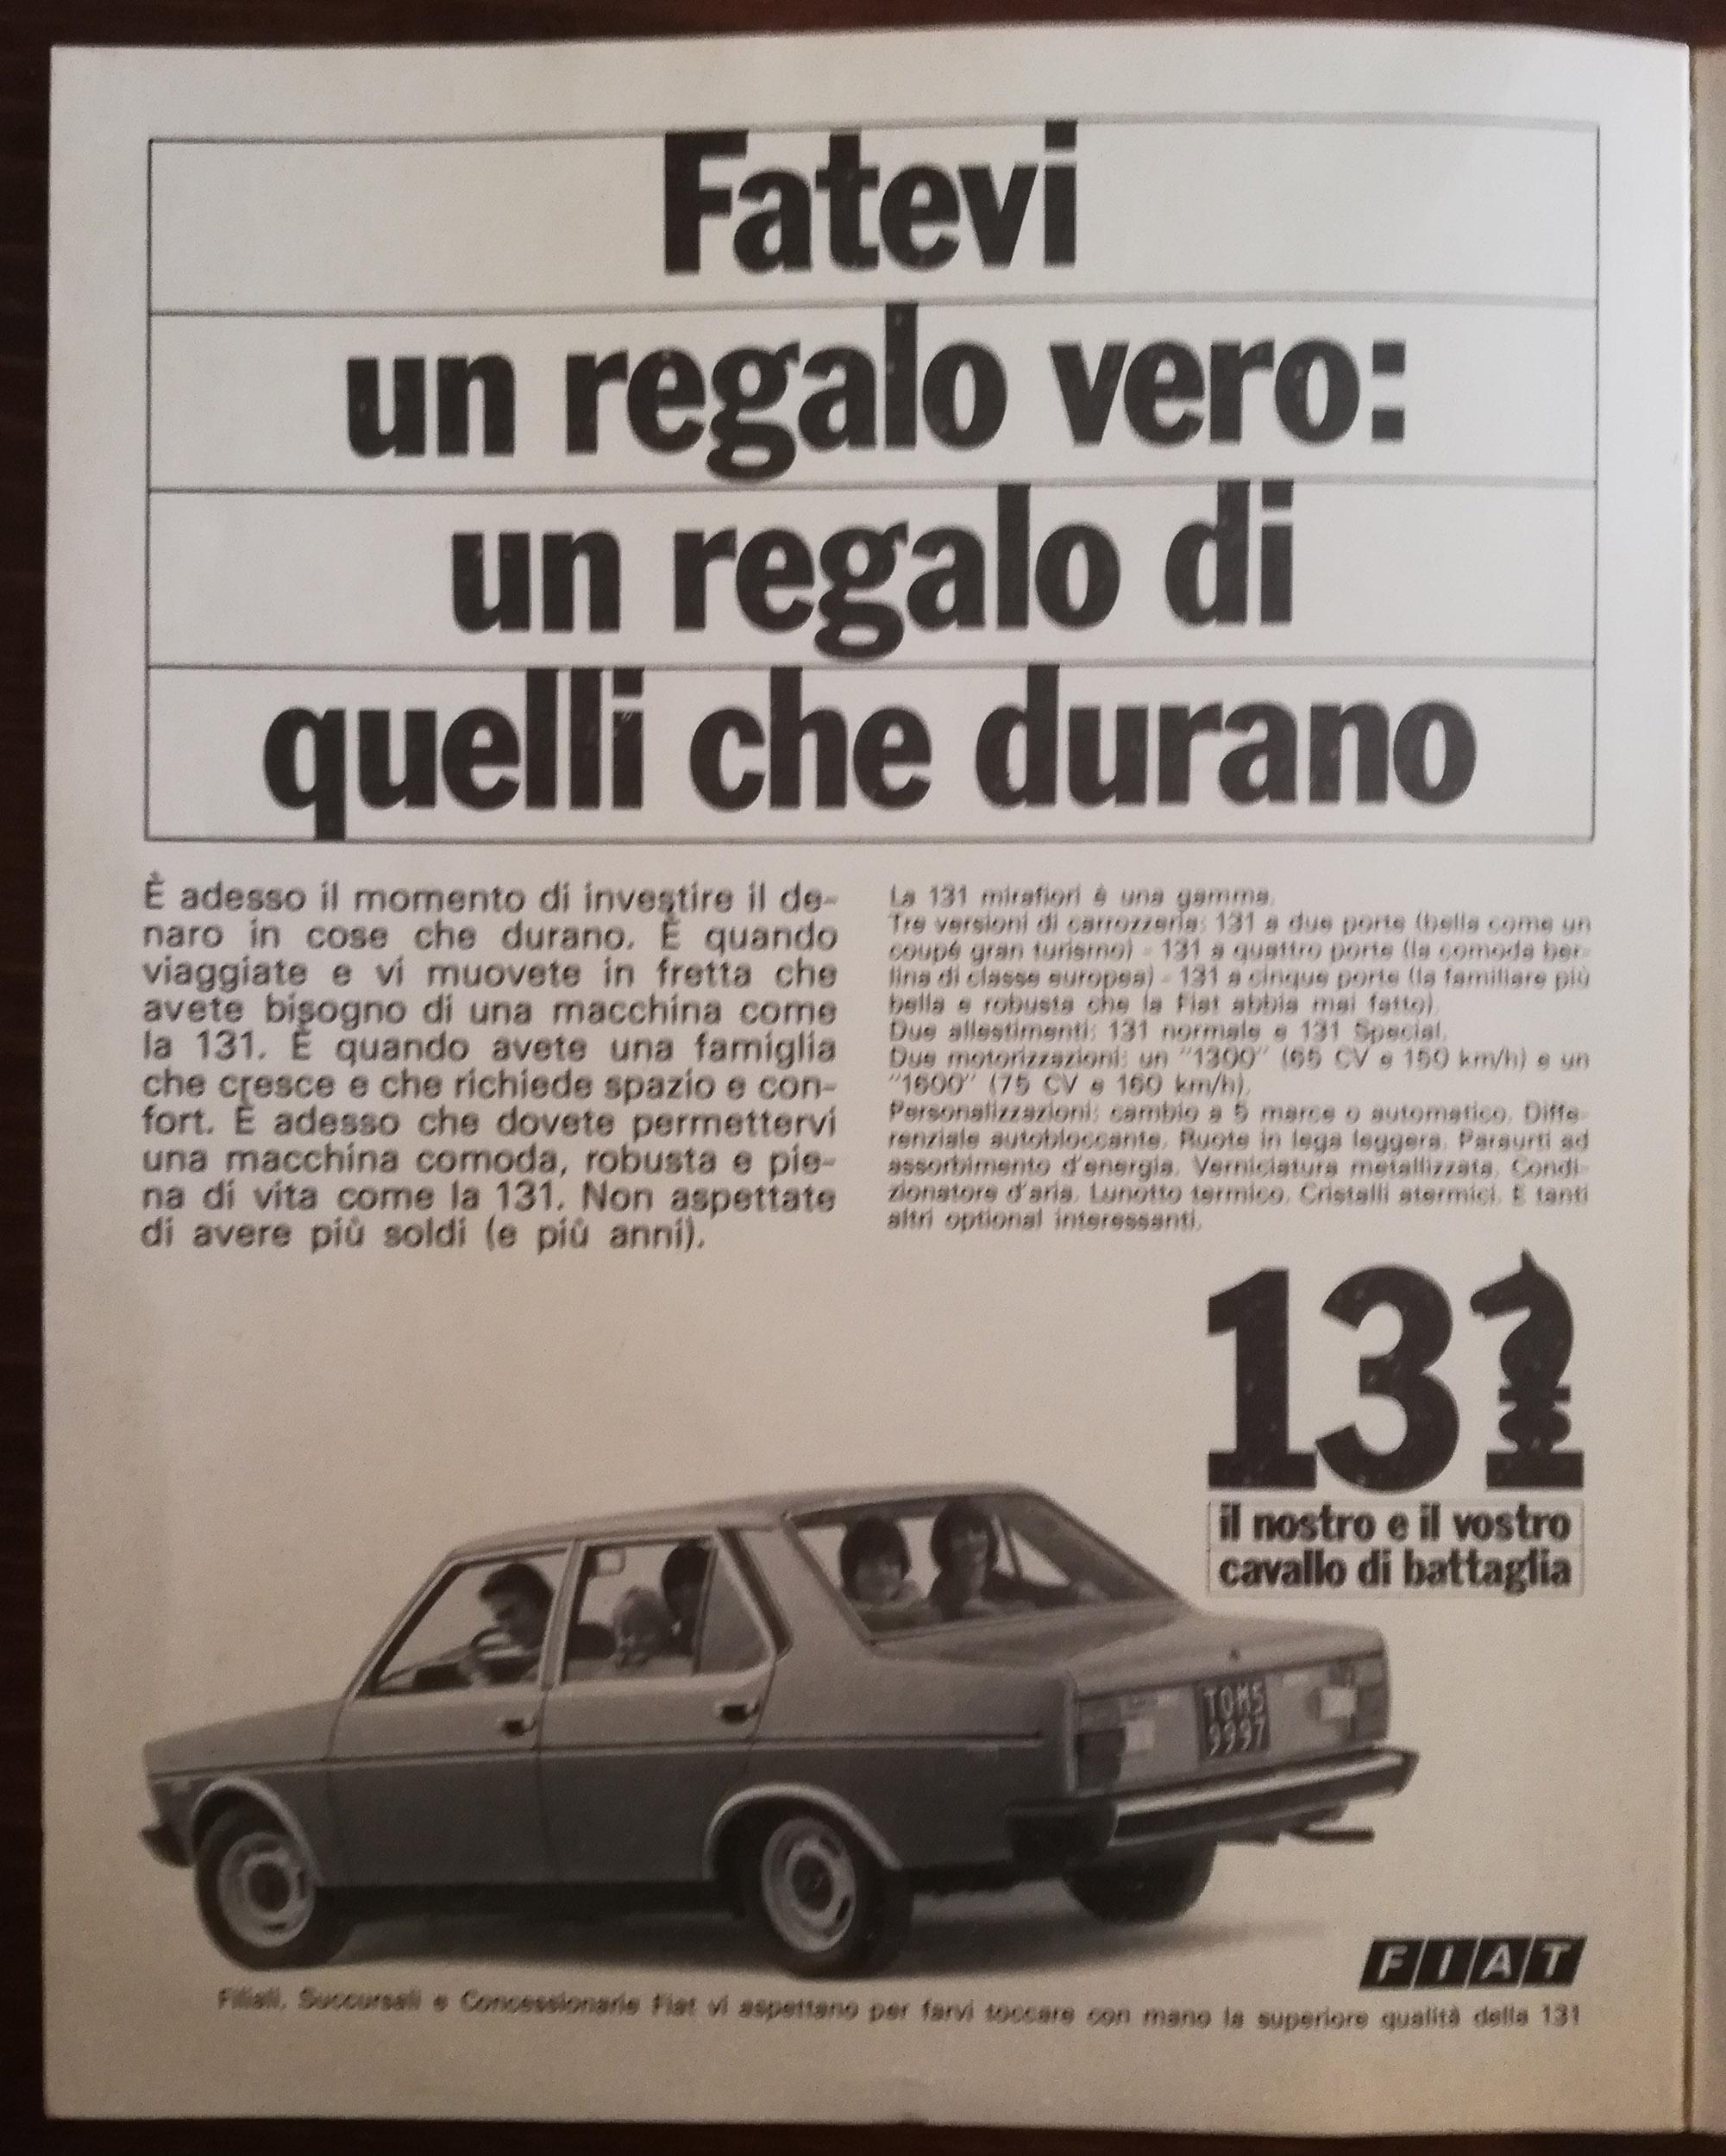 Fatevi
un regalo vero:
un regalo di
quelli che durano
È adesso il momento di investire il de-
naro in cose che durano. È quando
viaggiate e vi muovete in fretta che
avete bisogno di una macchina come
la 131. È quando avete una famiglia
che cresce e che richiede spazio e con-
fort. È adesso che dovete permettervi
una macchina comoda, robusta e pie-
na di vita come la 131. Non aspettate
di avere più soldi (e più anni).
La 131 mirafiori è una gamma.
Tre versioni di carrozzeria: 131 a due porte (bella come un
coupé gran turismo) - 131 a quattro porte (la comoda ber-
lina di classe europea) - 131 a cinque porte (la familiare più
bella e robusta che la Fiat abbia mai fatto).
Due allestimenti: 131 normale e 131 Special.
Due motorizzazioni: un "1300" (65 CV e 150 km/h) e un
"1600" (75 CV e 160 km/h).
Personalizzazioni: cambio a 5 marce o automatico. Diffe-
renziale autobloccante. Ruote in lega leggera. Paraurti ad
assorbimento d'energia. Verniciatura metallizzata. Condi-
zionatore d'aria. Lunotto termico. Cristalli atermici. E tanti
altri optional interessanti.
131
il nostro e il vostro
cavallo di battaglia
TOM5
9997
FIAT
Filiali, Succursali e Concessionarie Fiat vi aspettano per farvi toccare con mano la superiore qualità della 131